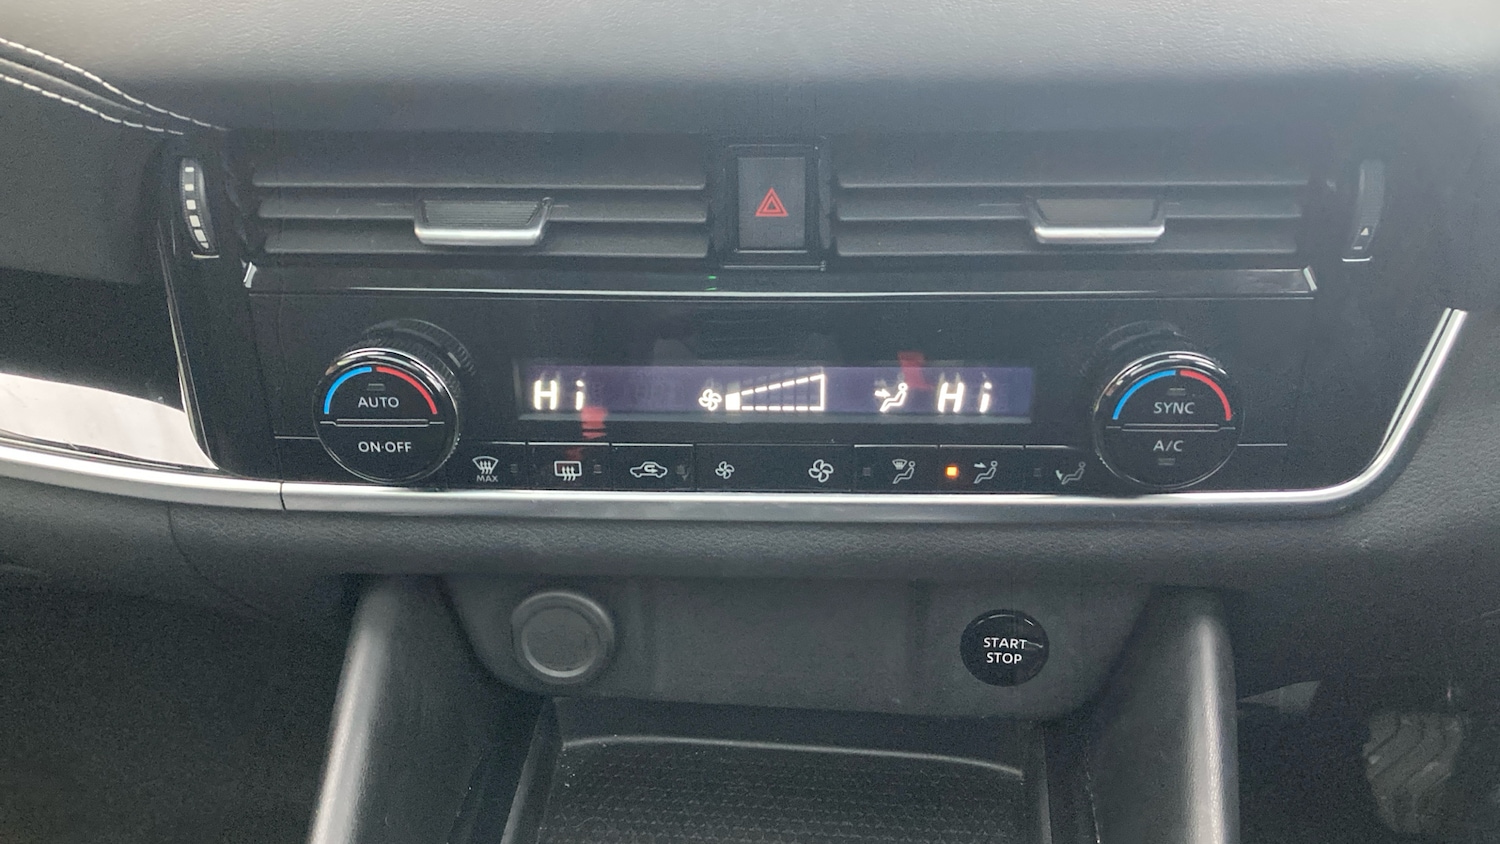 Hi
Hi
AUTO
ON·OFF
SYNC
A/C
MAX
START
STOP